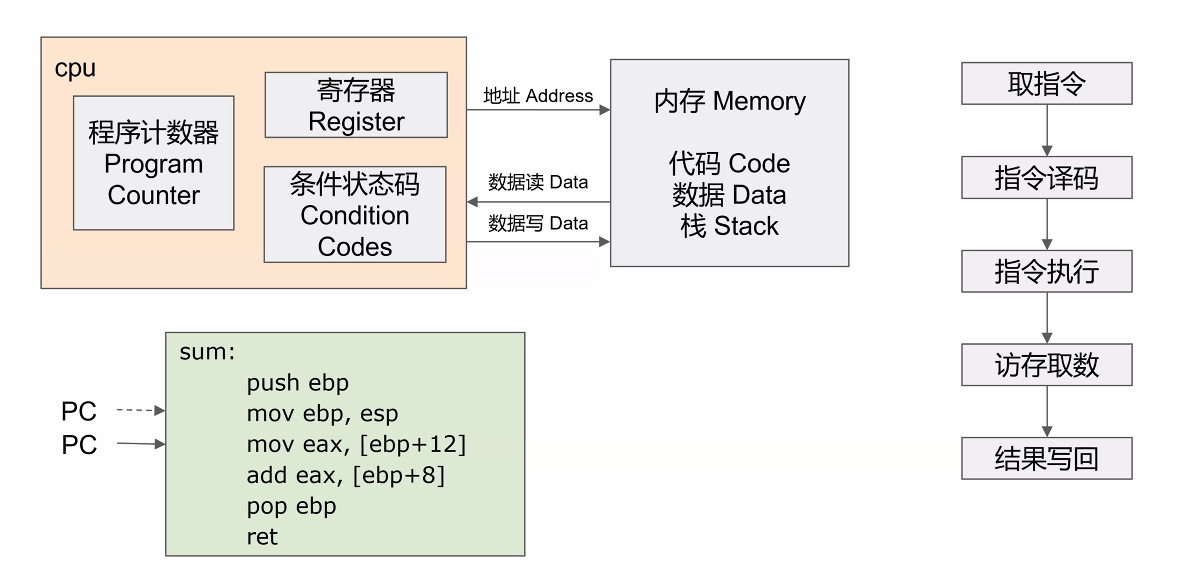 cpu
程序计数器
Program
Counter
寄存器
Register
条件状态码
Condition
Codes
地址 Address
数据读 Data
数据写 Data
内存 Memory
代码 Code
数据 Data
栈 Stack
取指令
指令译码
指令执行
访存取数
结果写回
PC
PC
sum:
push ebp
mov ebp, esp
mov eax, [ebp+12]
add eax, [ebp+8]
pop ebp
ret